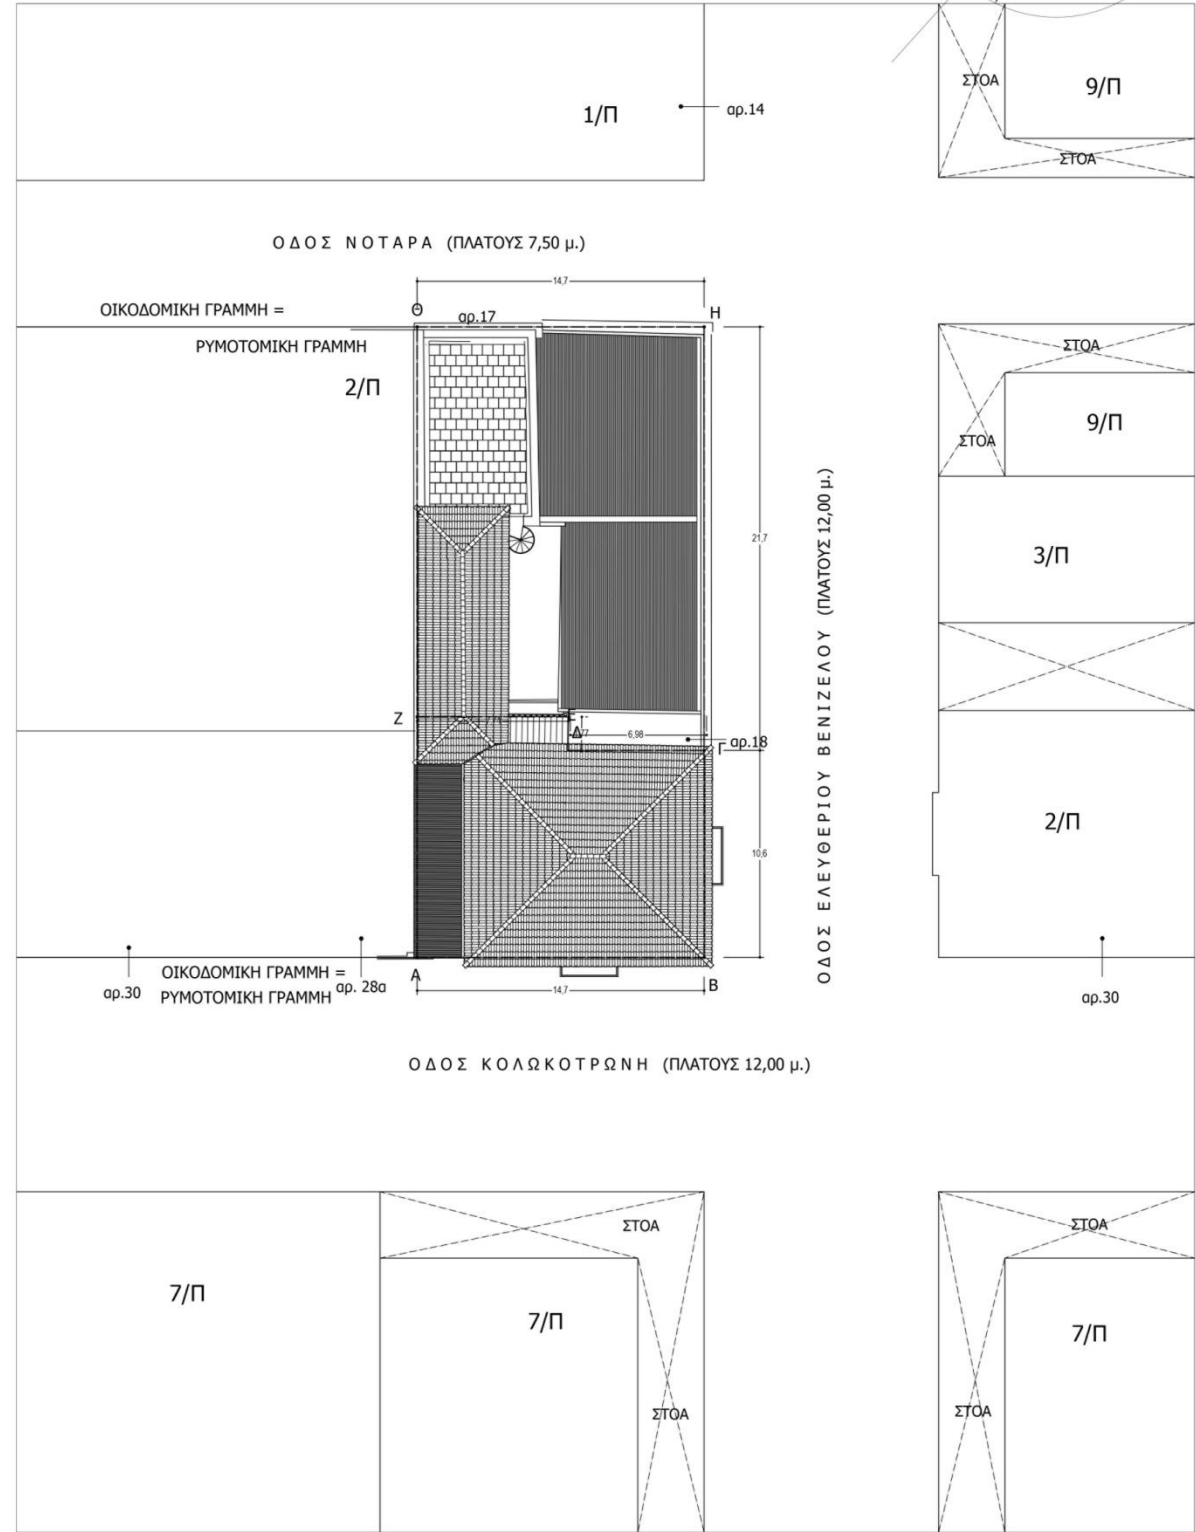 ΣΤΟΑ
9/Π
1/Π
αρ.14
ΣΤΟΑ
ΟΔΟΣ ΝΟΤΑΡΑ (ΠΛΑΤΟΥΣ 7,50 μ.)
14,7
ΟΙΚΟΔΟΜΙΚΗ ΓΡΑΜΜΗ =
Θ
αρ.17
Η
ΡΥΜΟΤΟΜΙΚΗ ΓΡΑΜΜΗ
ΣΤΟΑ
2/Π
9/Π
ΣΤΟΑ
21,7
3/Π
ΟΔΟΣ ΕΛΕΥΘΕΡΙΟΥ ΒΕΝΙΖΕΛΟΥ (ΠΛΑΤΟΥΣ 12,00 μ.)
Ζ
Δ
6,98
αρ.18
Γ
2/Π
10,6
ΟΙΚΟΔΟΜΙΚΗ ΓΡΑΜΜΗ =
ΡΥΜΟΤΟΜΙΚΗ ΓΡΑΜΜΗ
αρ.30
αρ. 28α
Α
14,7
Β
αρ.30
ΟΔΟΣ ΚΟΛΩΚΟΤΡΩΝΗ (ΠΛΑΤΟΥΣ 12,00 μ.)
ΣΤΟΑ
ΣΤΟΑ
7/Π
7/Π
7/Π
ΣΤΟΑ
ΣΤΟΑ